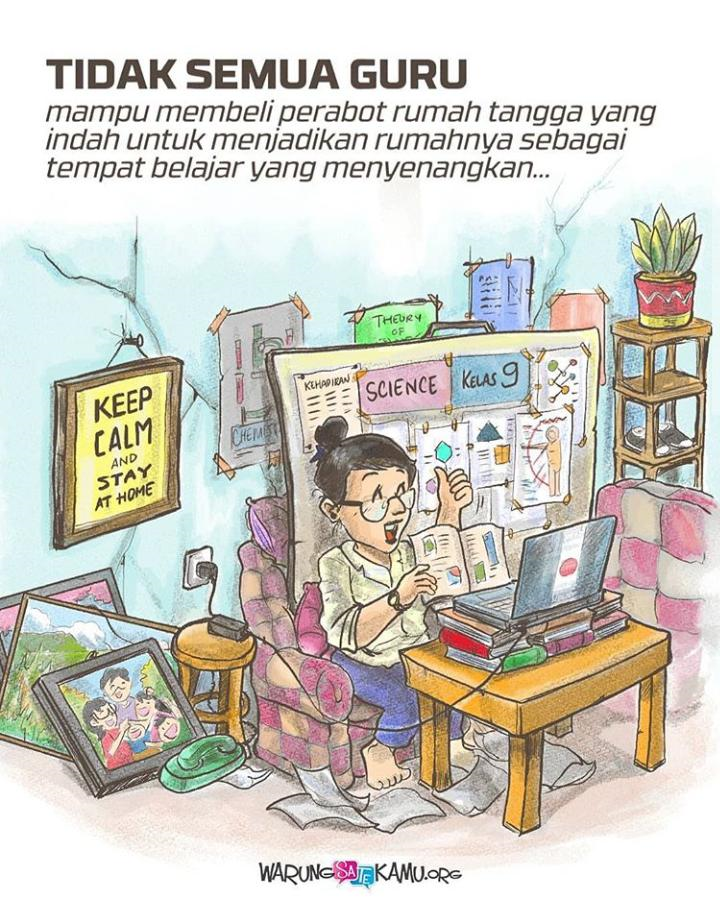 TIDAK SEMUA GURU
mampu membeli perabot rumah tangga yang
indah untuk menjadikan rumahnya sebagai
tempat belajar yang menyenangkan...
THEORY
OF
KEHADIRAN
SCIENCE
KELAS 9
KEEP
CALM
AND
STAY
AT HOME
WARUNGSATEKAMU.ORG